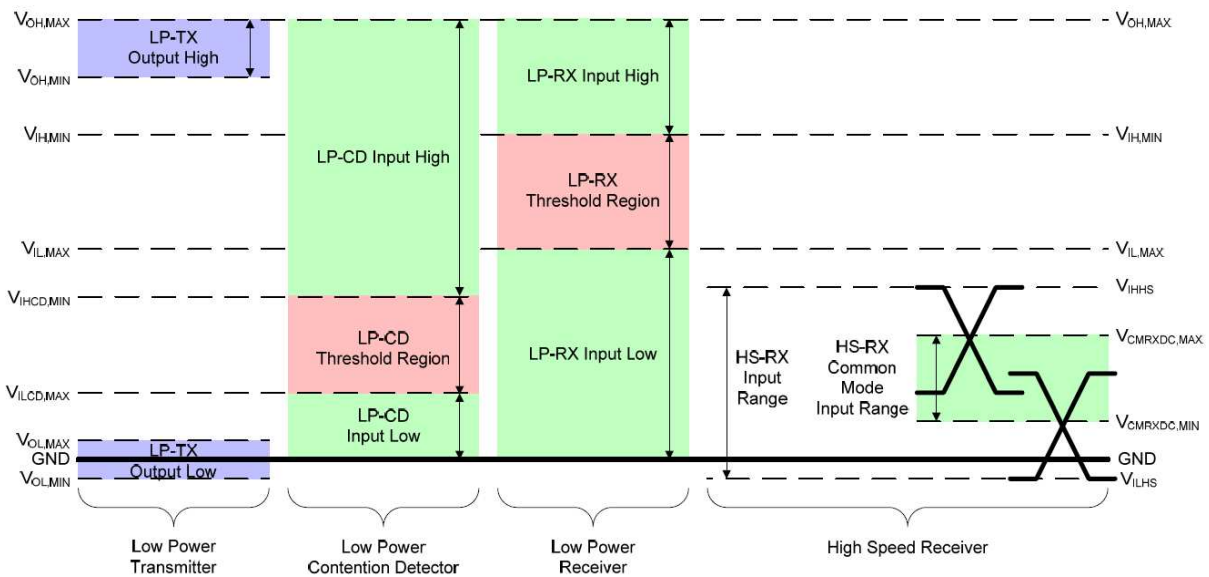 VOH,MAX
VOH,MIN
VIH,MIN
VIL,MAX
VIHCD,MIN
VILCD,MAX
VOL,MAX
GND
VOL,MIN
LP-TX
Output High
LP-TX
Output Low
LP-CD Input High
LP-CD
Threshold Region
LP-CD
Input Low
LP-RX Input High
LP-RX
Threshold Region
LP-RX Input Low
HS-RX
Input
Range
HS-RX
Common
Mode
Input Range
VOH,MAX
VIH,MIN
VIL,MAX
VIHHS
VCMRXDC,MAX
VCMRXDC,MIN
GND
VILHS
Low Power
Transmitter
Low Power
Contention Detector
Low Power
Receiver
High Speed Receiver